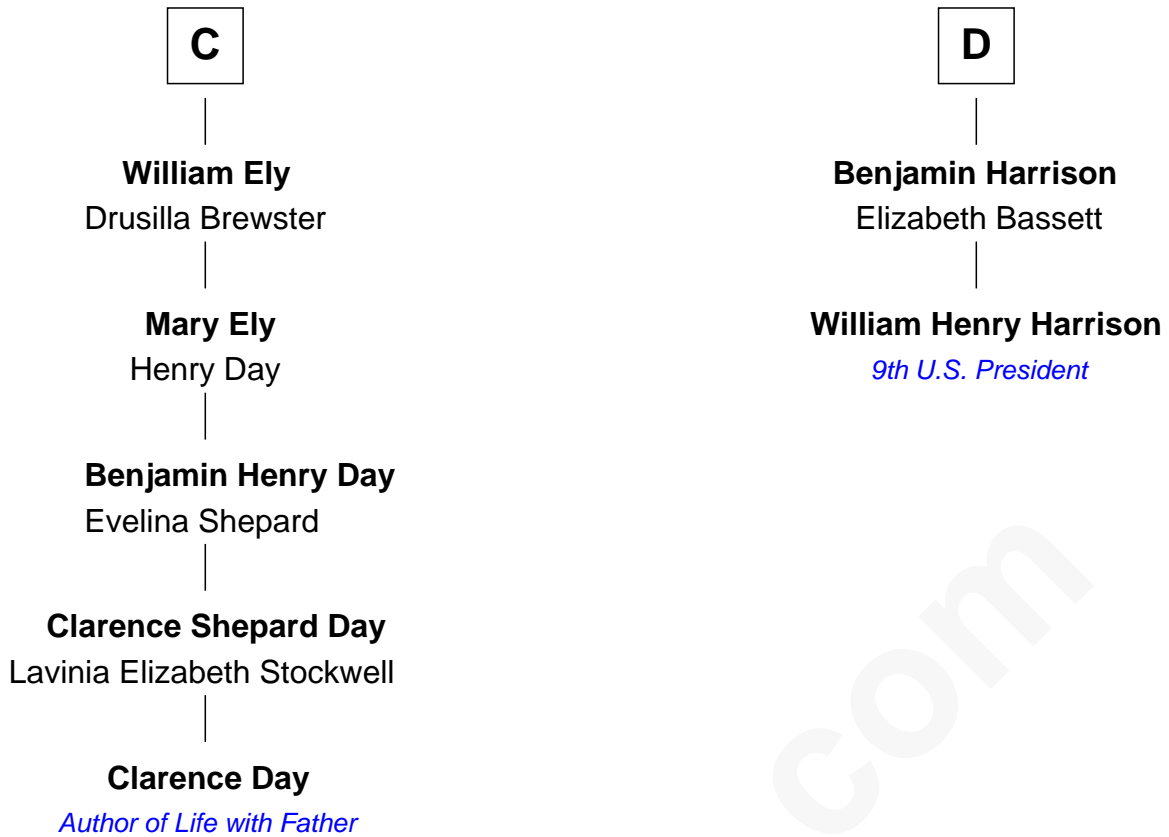 C
William Ely
Drusilla Brewster
Mary Ely
Henry Day
Benjamin Henry Day
Evelina Shepard
Clarence Shepard Day
Lavinia Elizabeth Stockwell
Clarence Day
Author of Life with Father
D
Benjamin Harrison
Elizabeth Bassett
William Henry Harrison
9th U.S. President
com